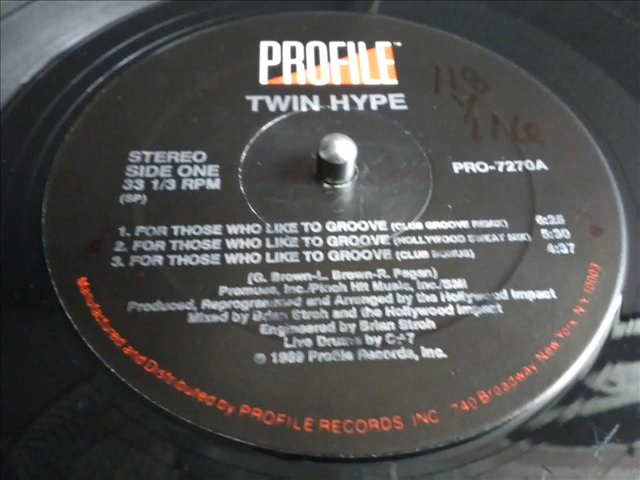 PROFILE™
TWIN HYPE
118
STEREO
SIDE ONE
33 1/3 RPM
(SP)
PRO-7270A
1. FOR THOSE WHO LIKE TO GROOVE (CLUB GROOVE REMIX) 6:25
2. FOR THOSE WHO LIKE TO GROOVE (HOLLYWOOD SWEAT MIX) 5:30
3. FOR THOSE WHO LIKE TO GROOVE (CLUB BONUS) 4:37
(G. Brown-L. Brown-R. Pagan)
Promuse, Inc./Pinch Hit Music, Inc./BMI
Produced, Reprogrammed and Arranged by the Hollywood Impact
Mixed by Brian Stroh and the Hollywood Impact
Engineered by Brian Stroh
Live Drums by C+7
℗ 1989 Profile Records, Inc.
Manufactured and Distributed by PROFILE RECORDS INC. 740 Broadway, New York, N.Y. 10003